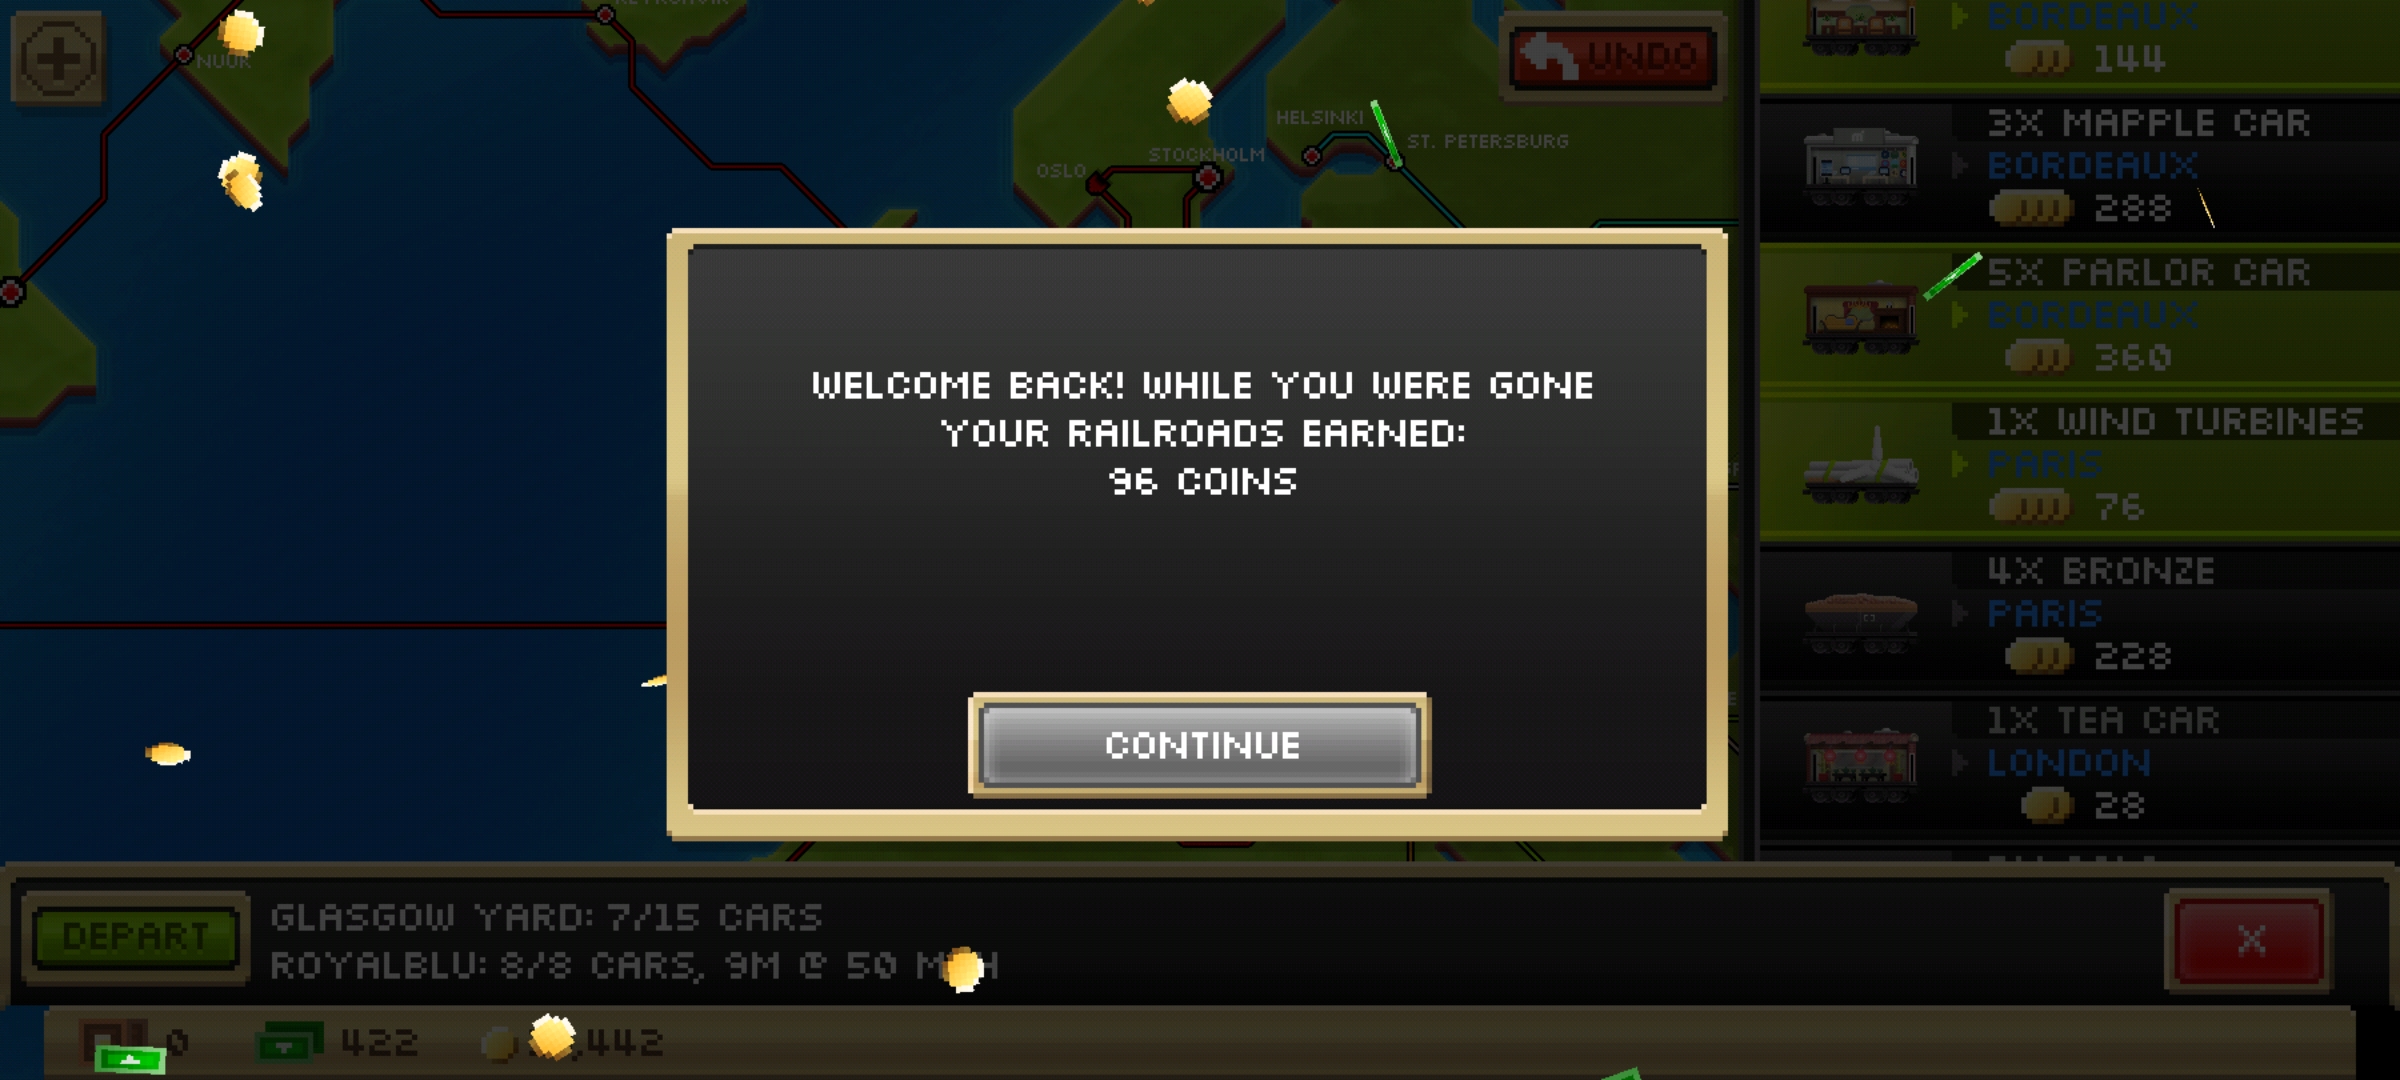 NUUK
UNDO
HELSINKI
ST. PETERSBURG
STOCKHOLM
OSLO
BORDEAUX
144
3X MAPPLE CAR
BORDEAUX
288
5X PARLOR CAR
BORDEAUX
360
1X WIND TURBINES
PARIS
76
4X BRONZE
PARIS
228
1X TEA CAR
LONDON
28
WELCOME BACK! WHILE YOU WERE GONE
YOUR RAILROADS EARNED:
96 COINS
CONTINUE
DEPART
GLASGOW YARD: 7/15 CARS
ROYALBLU: 8/8 CARS, 9M @ 50
X
0
422
,442